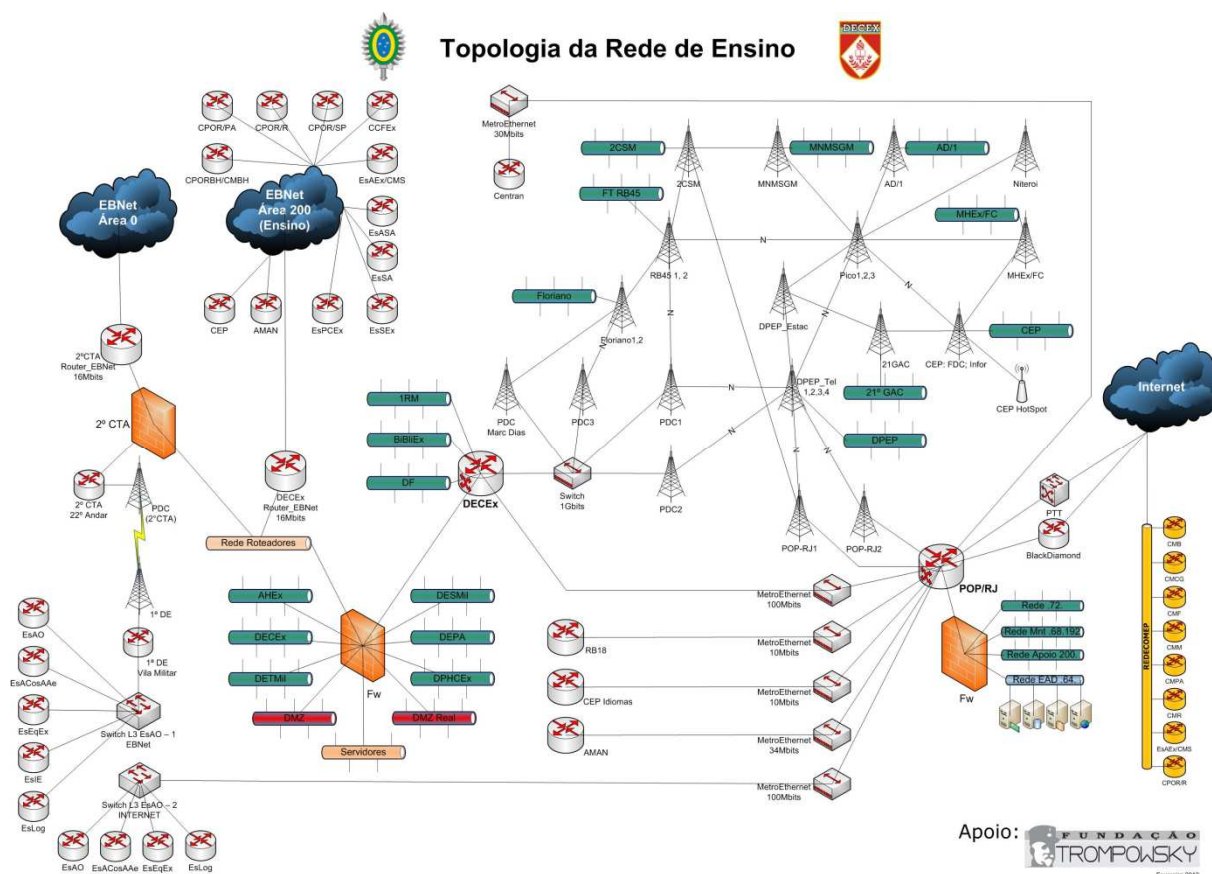 DECEX
Topologia da Rede de Ensino
CPOR/PA
CPOR/R
CPOR/SP
CCFEx
CPORBH/CMBH
EsAEx/CMS
EBNet
Área 0
EBNet
Área 200
(Ensino)
EsASA
EsSA
CEP
AMAN
EsPCEx
EsSEx
MetroEthernet
30Mbits
Centran
2CSM
2CSM
MNMSGM
MNMSGM
AD/1
AD/1
Niteroi
FT RB45
RB45 1, 2
N
Pico1,2,3
MHEx/FC
MHEx/FC
N
Floriano
Floriano1,2
DPEP_Estac
N
N
N
21GAC
CEP
CEP: FDC; Infor
CEP HotSpot
Internet
2ºCTA
Router_EBNet
16Mbits
2º CTA
PDC
Marc Dias
PDC3
PDC1
N
DPEP_Tel
1,2,3,4
21º GAC
DPEP
N
N
N
1RM
BiBliEx
DF
DECEx
Switch
1Gbits
PDC2
POP-RJ1
POP-RJ2
PTT
BlackDiamond
POP/RJ
2º CTA
22º Andar
PDC
(2°CTA)
DECEx
Router_EBNet
16Mbits
Rede Roteadores
1ª DE
1ª DE
Vila Militar
EsAO
EsACosAAe
EsEqEx
EsIE
EsLog
Switch L3 EsAO – 1
EBNet
Switch L3 EsAO – 2
INTERNET
EsAO
EsACosAAe
EsEqEx
EsLog
AHEx
DECEx
DETMil
DMZ
DESMil
DEPA
DPHCEx
DMZ Real
Fw
Servidores
MetroEthernet
100Mbits
RB18
MetroEthernet
10Mbits
CEP Idiomas
MetroEthernet
10Mbits
AMAN
MetroEthernet
34Mbits
MetroEthernet
100Mbits
Fw
Rede .72.
Rede Mnt .68.192
Rede Apoio 200.
Rede EAD .64.
REDECOMEP
CMB
CMCG
CMF
CMM
CMPA
CMR
EsAEx/CMS
CPOR/R
Apoio:
FUNDAÇÃO
TROMPOWSKY